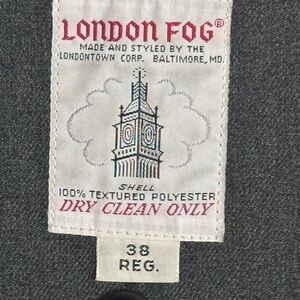 LONDON FOG®
MADE AND STYLED BY THE
LONDONTOWN CORP. BALTIMORE, MD.
SHELL
100% TEXTURED POLYESTER
DRY CLEAN ONLY
38
REG.